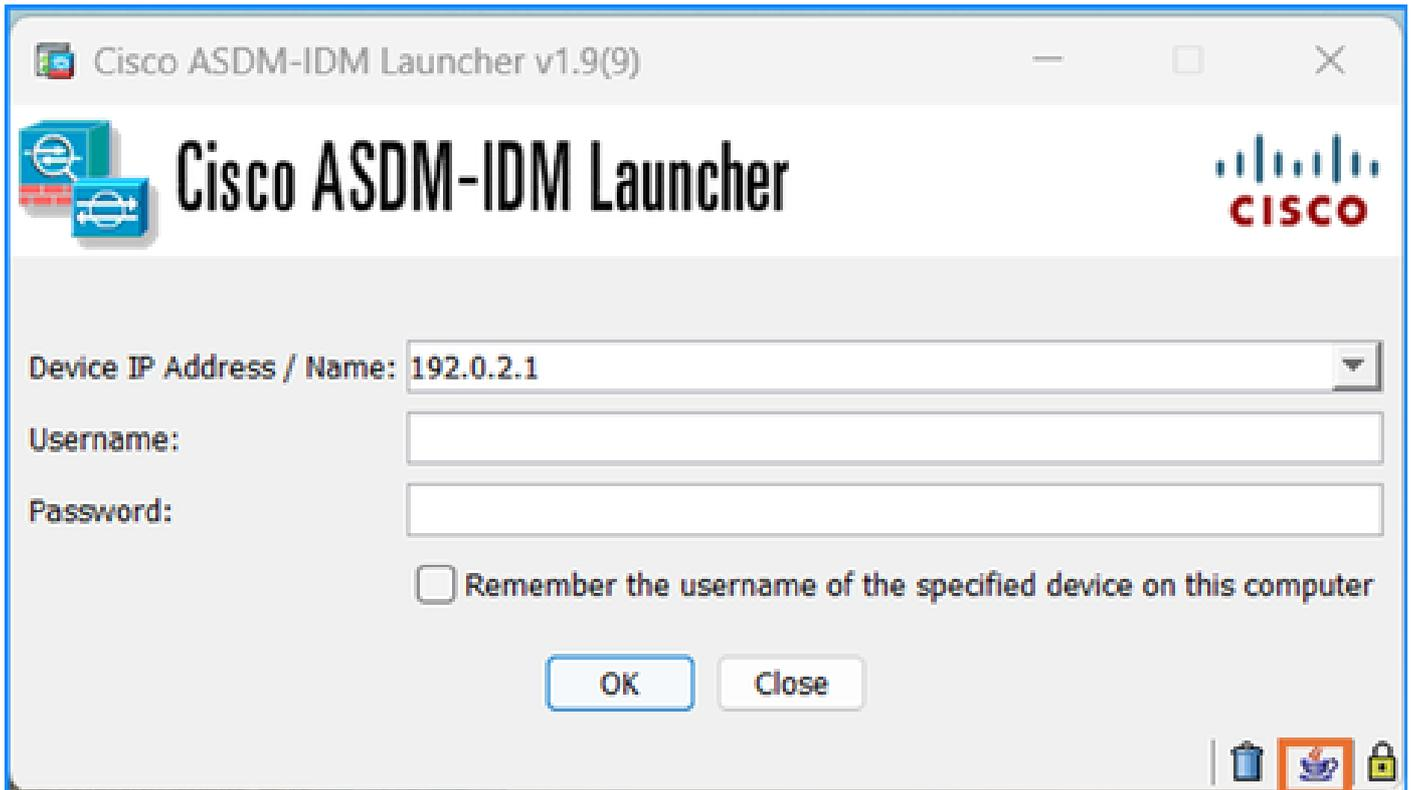 Cisco ASDM-IDM Launcher v1.9(9)
Cisco ASDM-IDM Launcher
CISCO
Device IP Address / Name: 192.0.2.1
Username:
Password:
Remember the username of the specified device on this computer
OK Close